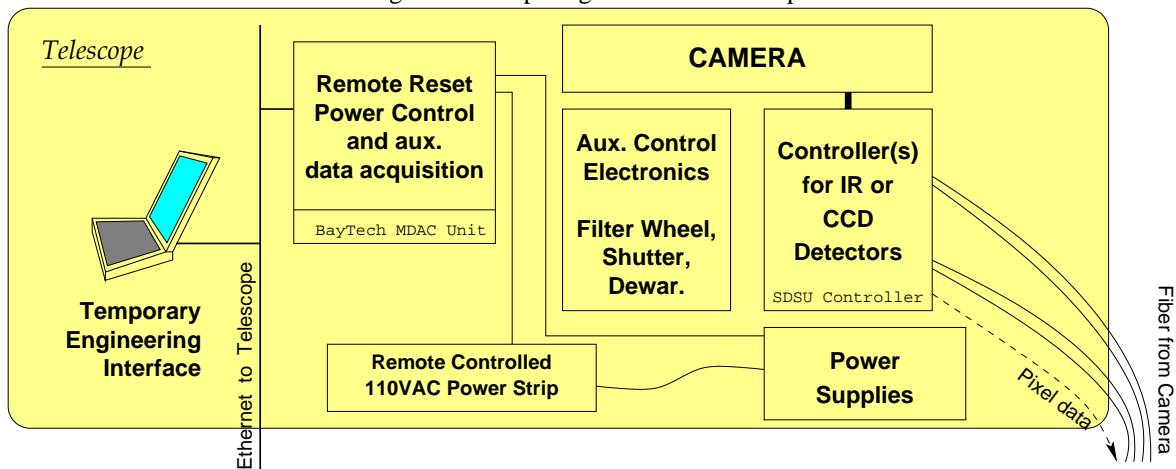 Telescope
Remote Reset
Power Control
and aux.
data acquisition
BayTech MDAC Unit
CAMERA
Aux. Control
Electronics
Filter Wheel,
Shutter,
Dewar.
Controller(s)
for IR or
CCD
Detectors
SDSU Controller
Temporary
Engineering
Interface
Ethernet to Telescope
Remote Controlled
110VAC Power Strip
Power
Supplies
Pixel data
Fiber from Camera